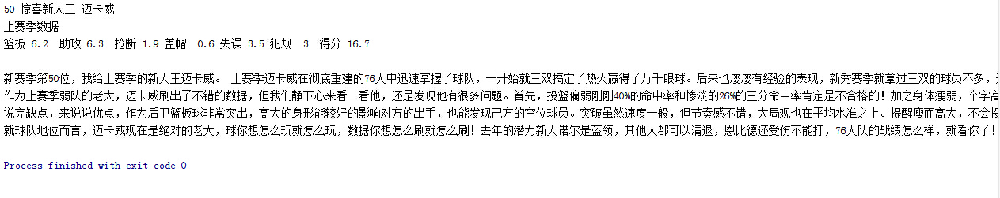 50 惊喜新人王 迈卡威
上赛季数据
篮板 6.2  助攻 6.3  抢断 1.9 盖帽  0.6 失误 3.5 犯规  3  得分 16.7
新赛季第50位，我给上赛季的新人王迈卡威。 上赛季迈卡威在彻底重建的76人中迅速掌握了球队，一开始就三双搞定了热火赢得了万千眼球。后来也屡屡有经验的表现，新秀赛季就拿过三双的球员不多，
作为上赛季弱队的老大，迈卡威刷出了不错的数据，但我们静下心来看一看他，还是发现他有很多问题。首先，投篮偏弱刚刚40%的命中率和惨淡的26%的三分命中率肯定是不合格的！加之身体瘦弱，个字高
说完缺点，来说说优点，作为后卫篮板球非常突出，高大的身形能较好的影响对方的出手，也能发现己方的空位球员。突破虽然速度一般，但节奏感不错，大局观也在平均水准之上。提醒瘦而高大，不会投
就球队地位而言，迈卡威现在是绝对的老大，球你想怎么玩就怎么玩，数据你想怎么刷就怎么刷！去年的潜力新人诺尔是蓝领，其他人都可以清退，恩比德还受伤不能打，76人队的战绩怎么样，就看你了！
Process finished with exit code 0